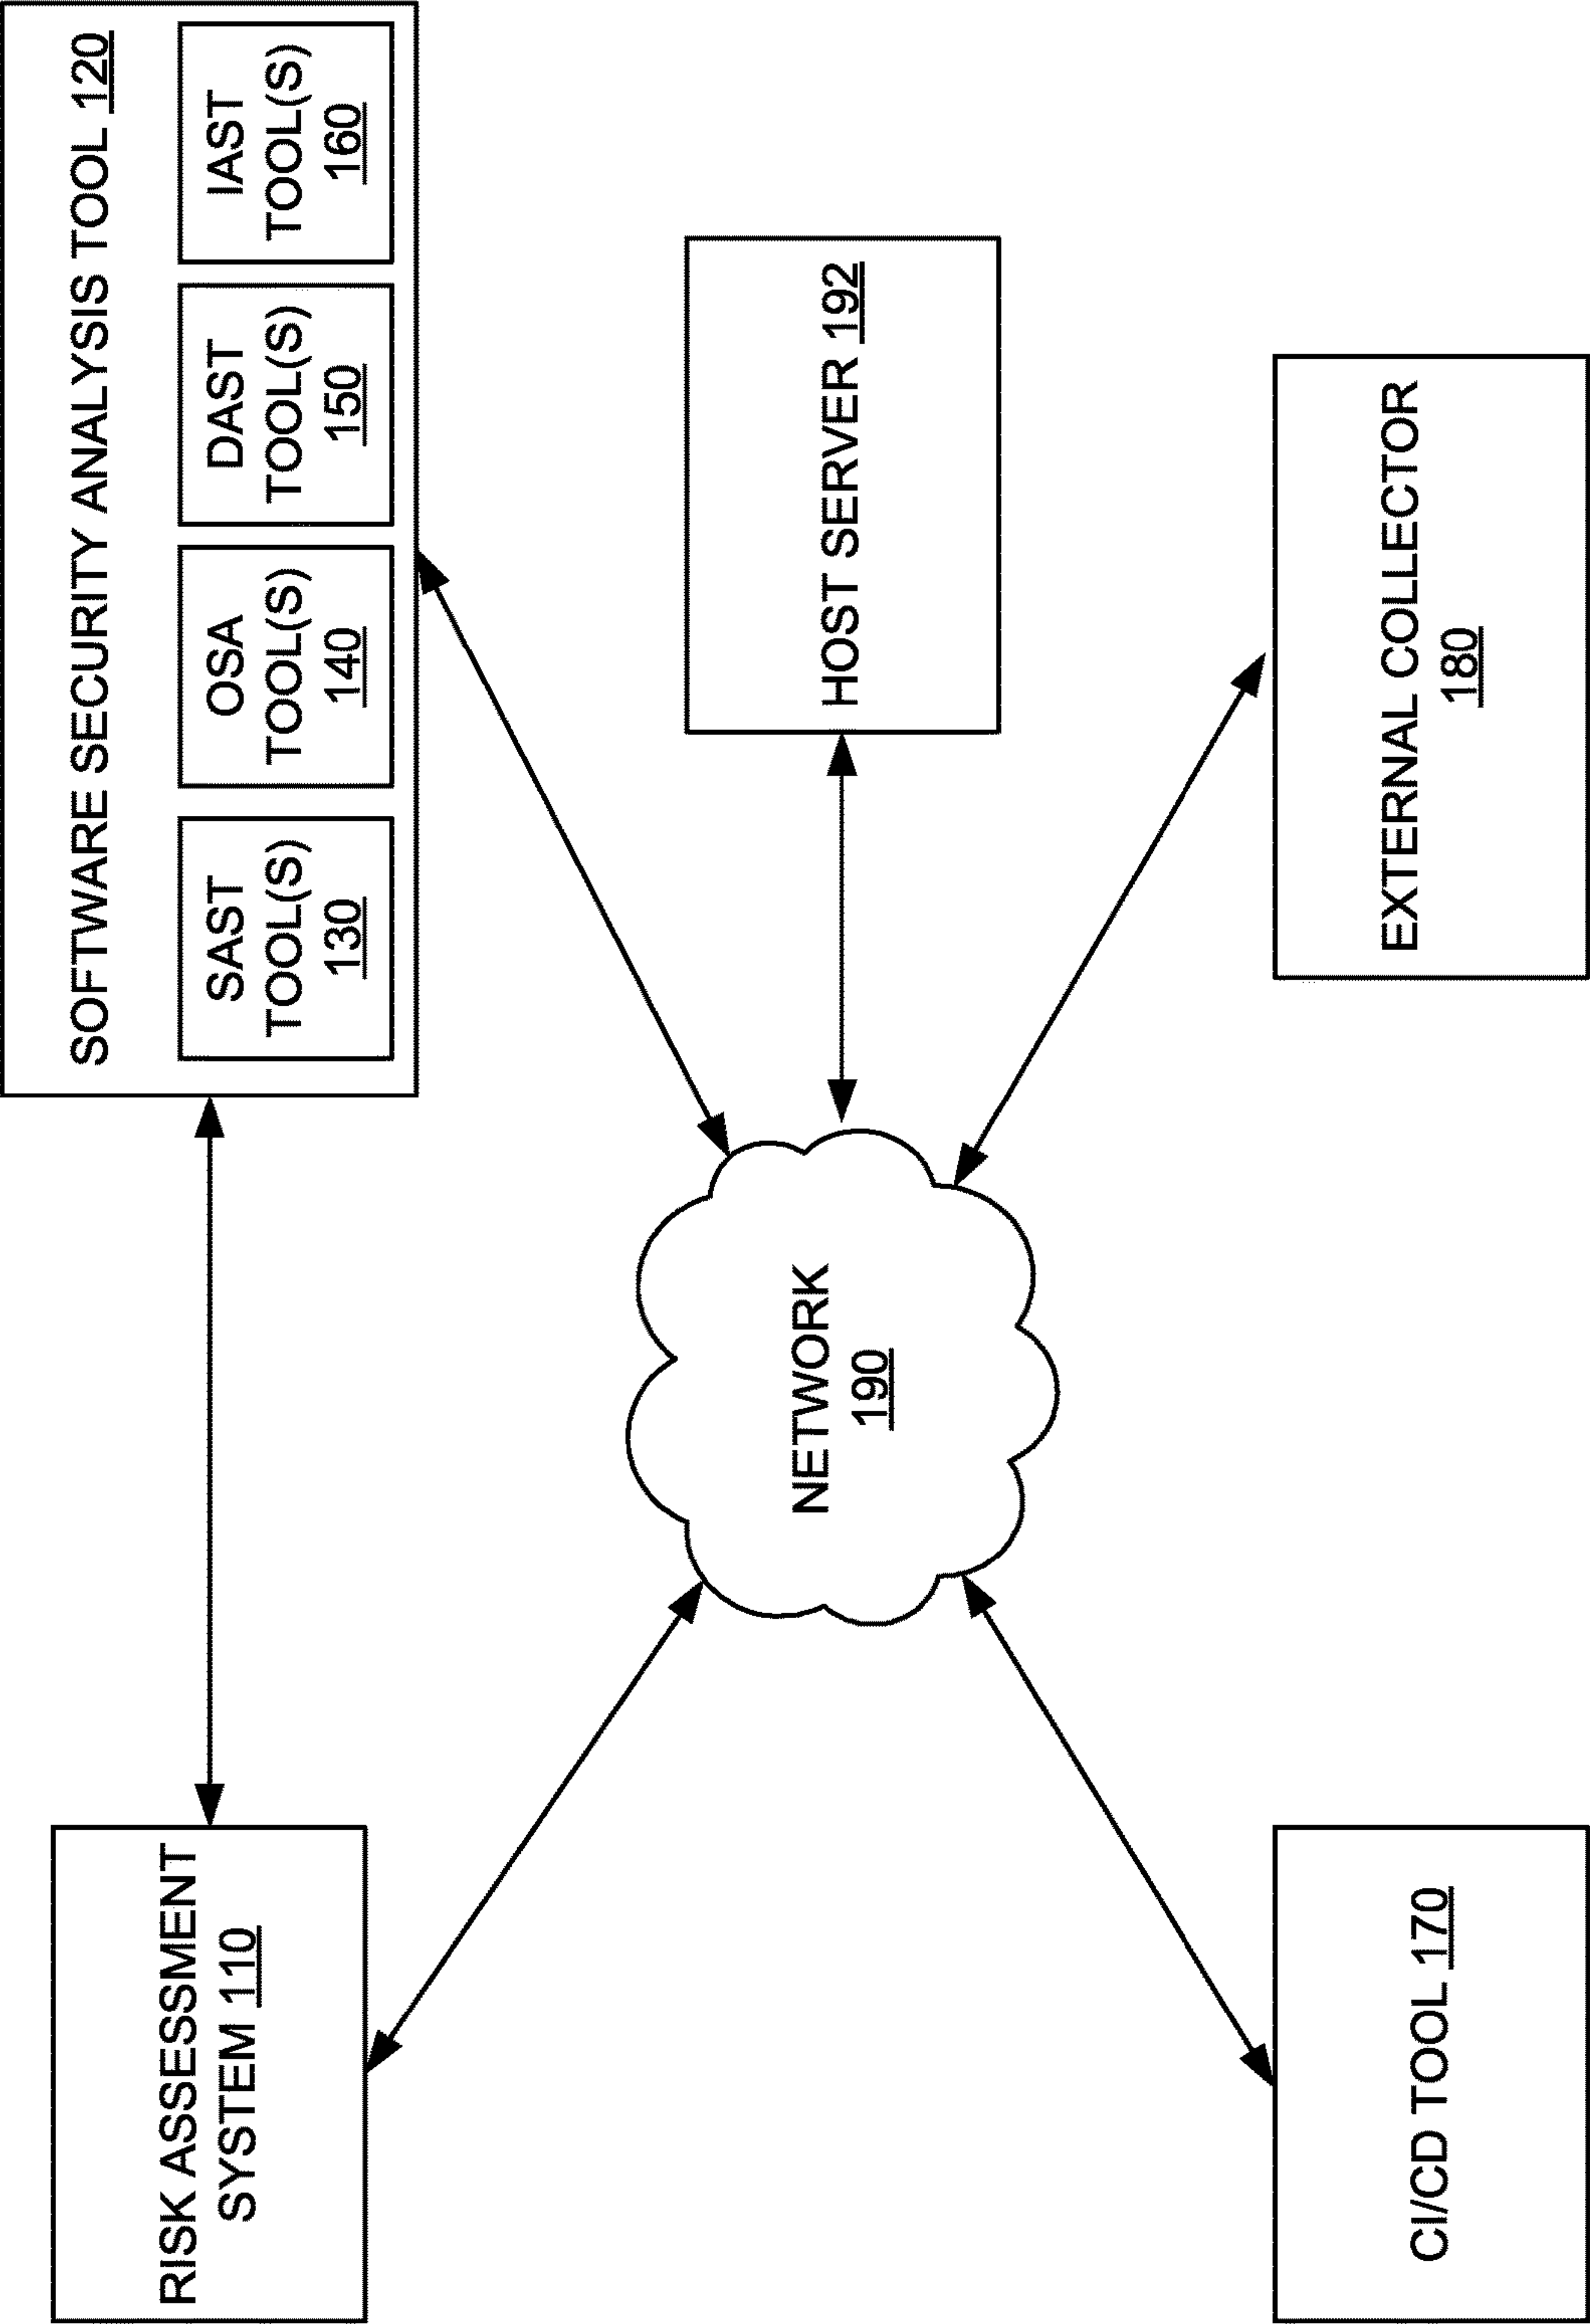 RISK ASSESSMENT
SYSTEM 110
SOFTWARE SECURITY ANALYSIS TOOL 120
SAST
TOOL(S)
130
OSA
TOOL(S)
140
DAST
TOOL(S)
150
IAST
TOOL(S)
160
NETWORK
190
HOST SERVER 192
CI/CD TOOL 170
EXTERNAL COLLECTOR
180